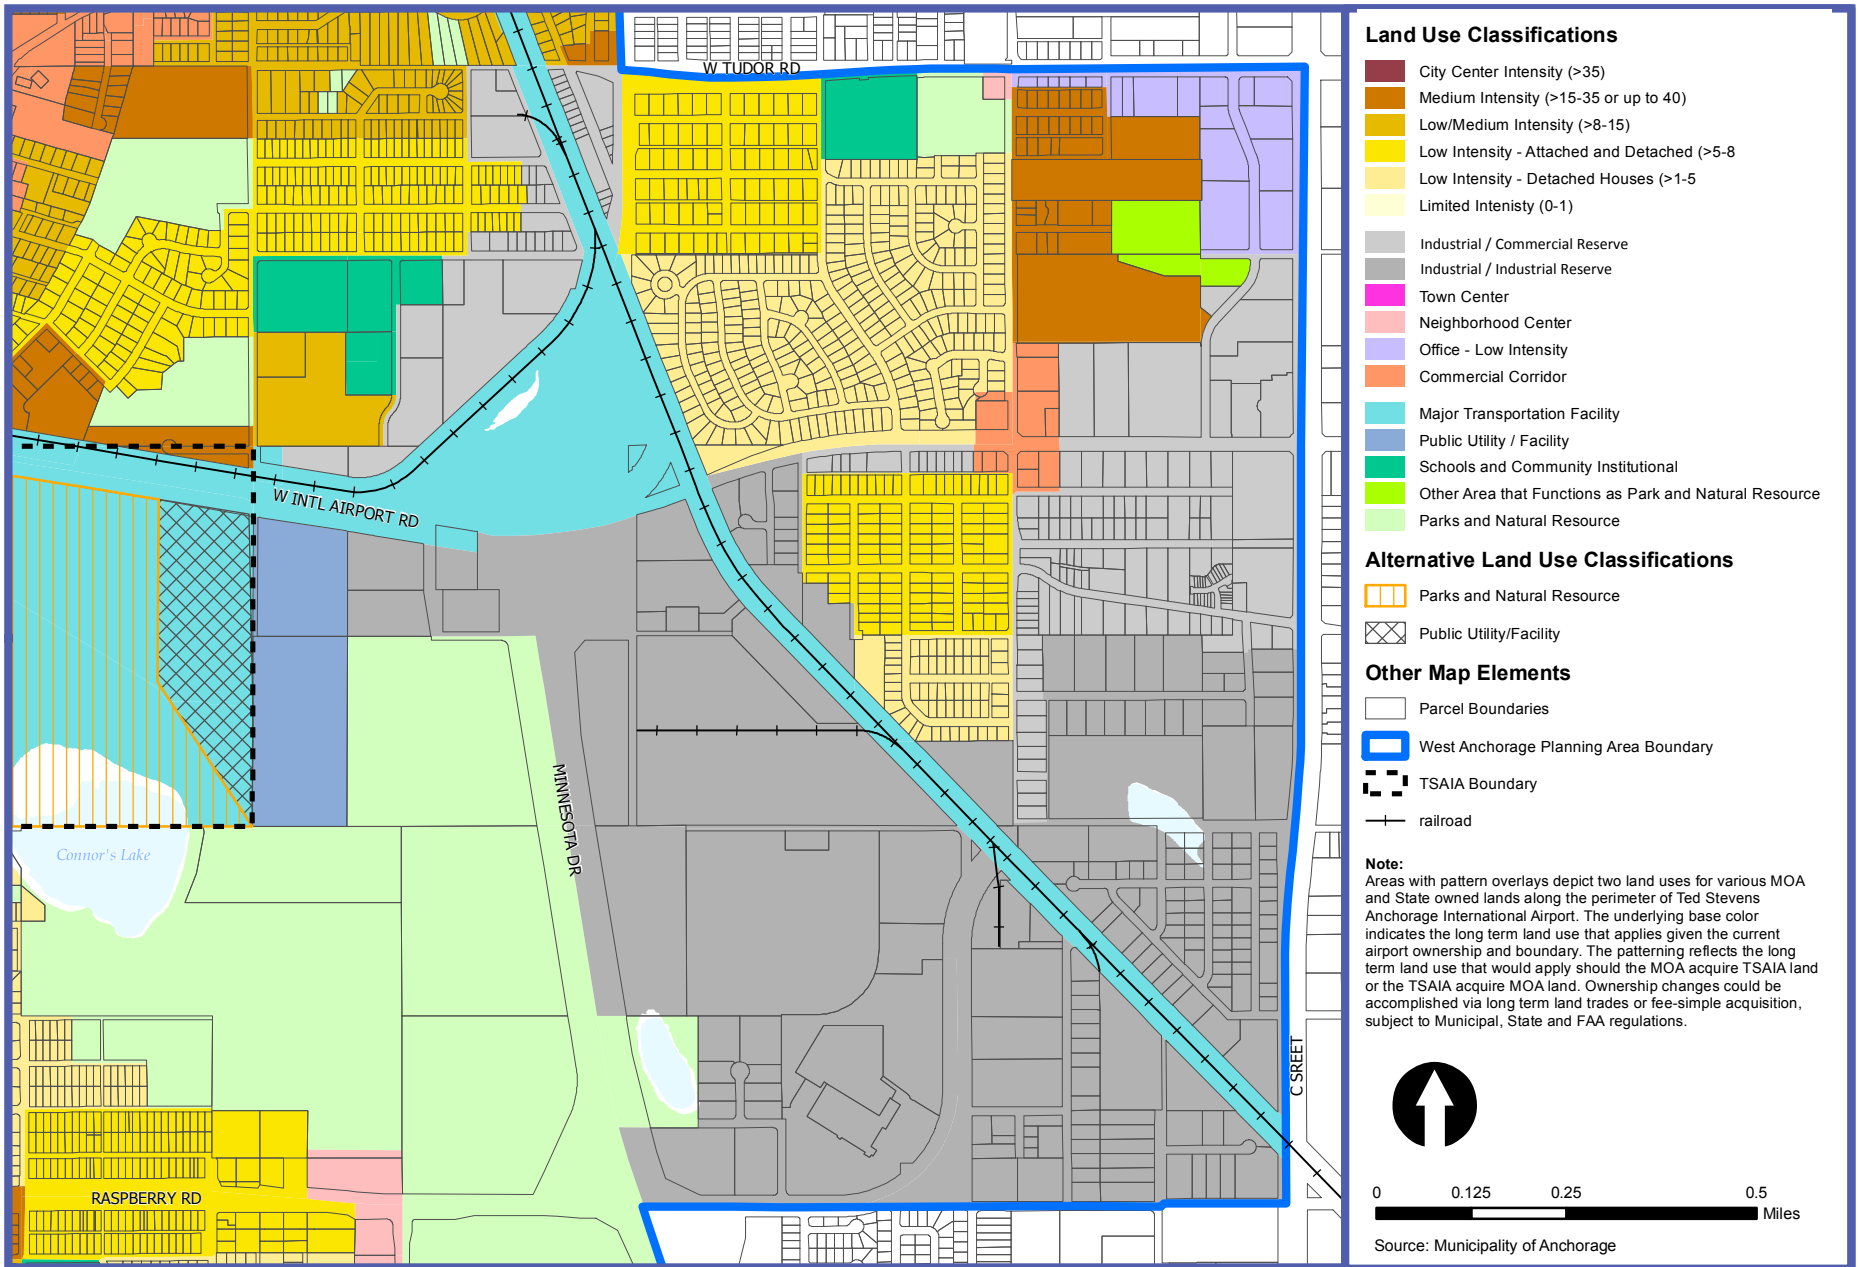 W TUDOR RD
W INTL AIRPORT RD
MINNESOTA DR
Connor's Lake
C SREET
RASPBERRY RD
Land Use Classifications
City Center Intensity (>35)
Medium Intensity (>15-35 or up to 40)
Low/Medium Intensity (>8-15)
Low Intensity - Attached and Detached (>5-8
Low Intensity - Detached Houses (>1-5
Limited Intenisty (0-1)
Industrial / Commercial Reserve
Industrial / Industrial Reserve
Town Center
Neighborhood Center
Office - Low Intensity
Commercial Corridor
Major Transportation Facility
Public Utility / Facility
Schools and Community Institutional
Other Area that Functions as Park and Natural Resource
Parks and Natural Resource
Alternative Land Use Classifications
Parks and Natural Resource
Public Utility/Facility
Other Map Elements
Parcel Boundaries
West Anchorage Planning Area Boundary
TSAIA Boundary
railroad
Note:
Areas with pattern overlays depict two land uses for various MOA
and State owned lands along the perimeter of Ted Stevens
Anchorage International Airport. The underlying base color
indicates the long term land use that applies given the current
airport ownership and boundary. The patterning reflects the long
term land use that would apply should the MOA acquire TSAIA land
or the TSAIA acquire MOA land. Ownership changes could be
accomplished via long term land trades or fee-simple acquisition,
subject to Municipal, State and FAA regulations.
0 0.125 0.25 0.5
Miles
Source: Municipality of Anchorage